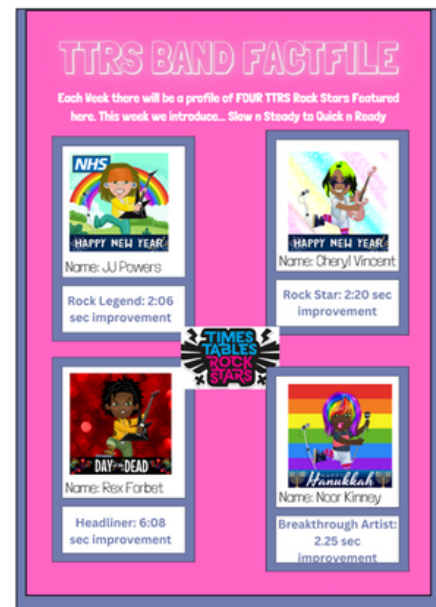 TTRS BAND FACTFILE
Each Week there will be a profile of FOUR TTRS Rock Stars Featured
here. This week we introduce... Slow n Steady to Quick n Ready
NHS
HAPPY NEW YEAR
Name: JJ Powers
Rock Legend: 2:06
sec improvement
HAPPY NEW YEAR
Name: Cheryl Vincent
Rock Star: 2:20 sec
improvement
TIMES
TABLES
ROCK
STARS
DAY of the DEAD
Name: Rex Forbet
Headliner: 6:08
sec improvement
Hanukkah
Name: Noor Kinney
Breakthrough Artist:
2.25 sec
improvement